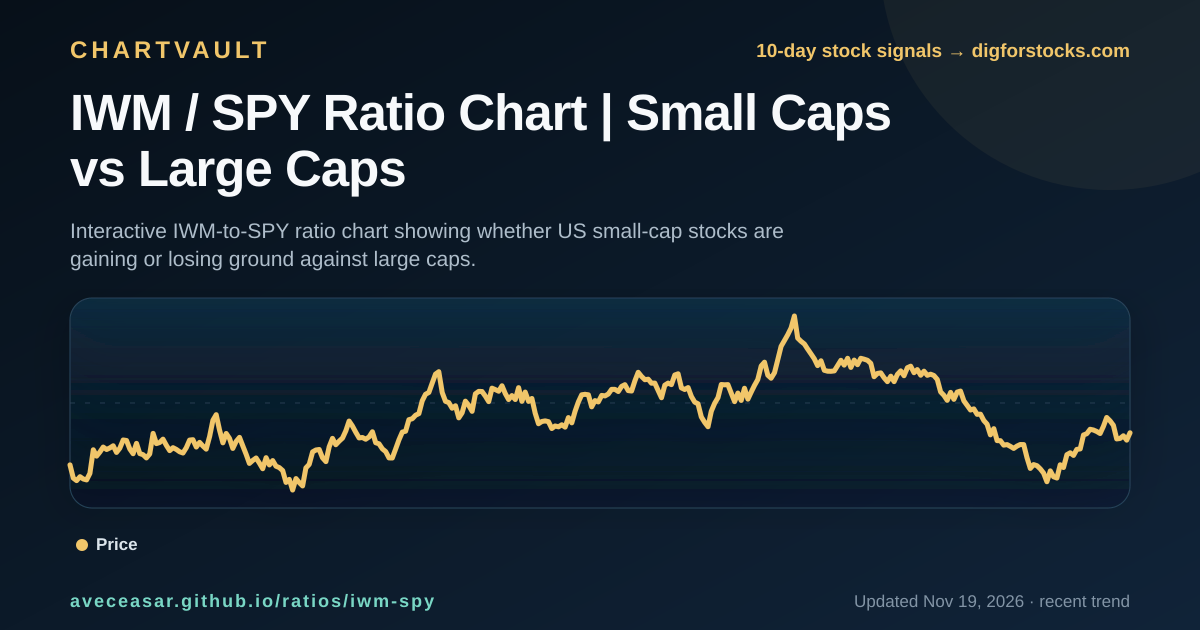 CHARTVAULT
10-day stock signals → digforstocks.com
IWM / SPY Ratio Chart | Small Caps
vs Large Caps
Interactive IWM-to-SPY ratio chart showing whether US small-cap stocks are
gaining or losing ground against large caps.
Price
aveceasar.github.io/ratios/iwm-spy
Updated Nov 19, 2026 · recent trend